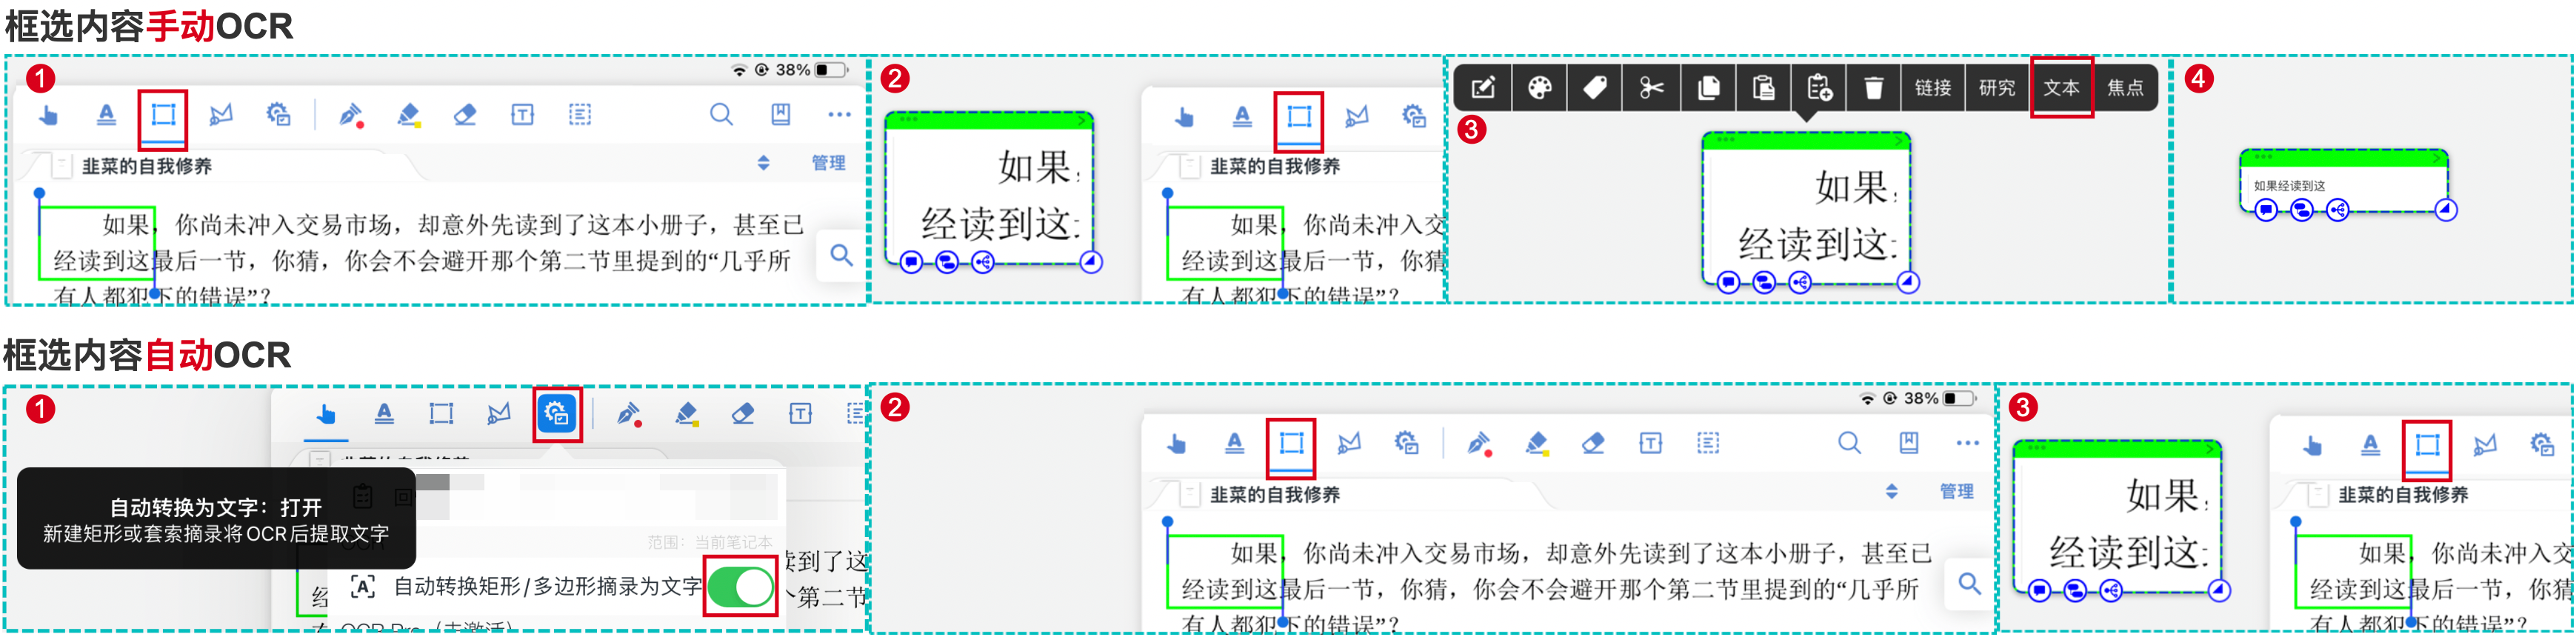 框选内容手动OCR
1
38%
韭菜的自我修养
管理
如果，你尚未冲入交易市场，却意外先读到了这本小册子，甚至已
经读到这最后一节，你猜，你会不会避开那个第二节里提到的“几乎所
有人都犯下的错误”？
2
如果
经读到这
韭菜的自我修养
如果，你尚未冲入交
经读到这最后一节，你猜
有人都犯下的错误”？
链接
研究
文本
焦点
3
如果
经读到这
4
如果经读到这
框选内容自动OCR
1
自动转换为文字：打开
新建矩形或套索摘录将OCR后提取文字
范围：当前笔记本
自动转换矩形/多边形摘录为文字
读到了这
个第二节
经
OCR Pro（未激活）
2
38%
韭菜的自我修养
管理
如果，你尚未冲入交易市场，却意外先读到了这本小册子，甚至已
经读到这最后一节，你猜，你会不会避开那个第二节里提到的“几乎所
有人都犯下的错误”？
3
如果
经读到这
韭菜的自我修养
如果，你尚未冲入交
经读到这最后一节，你猜
有人都犯下的错误”？